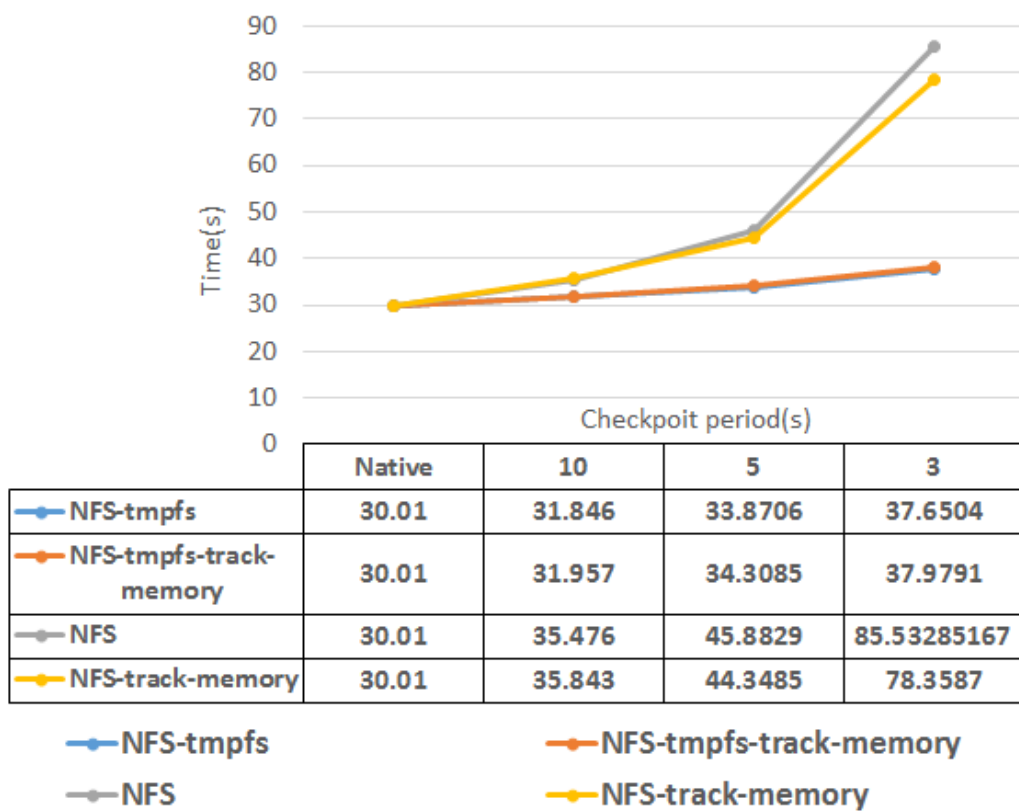 90
80
70
60
50
40
30
20
10
0
Time(s)
Checkpoit period(s)
Native 10 5 3
NFS-tmpfs 30.01 31.846 33.8706 37.6504
NFS-tmpfs-track-
memory 30.01 31.957 34.3085 37.9791
NFS 30.01 35.476 45.8829 85.53285167
NFS-track-memory 30.01 35.843 44.3485 78.3587
NFS-tmpfs NFS-tmpfs-track-memory
NFS NFS-track-memory